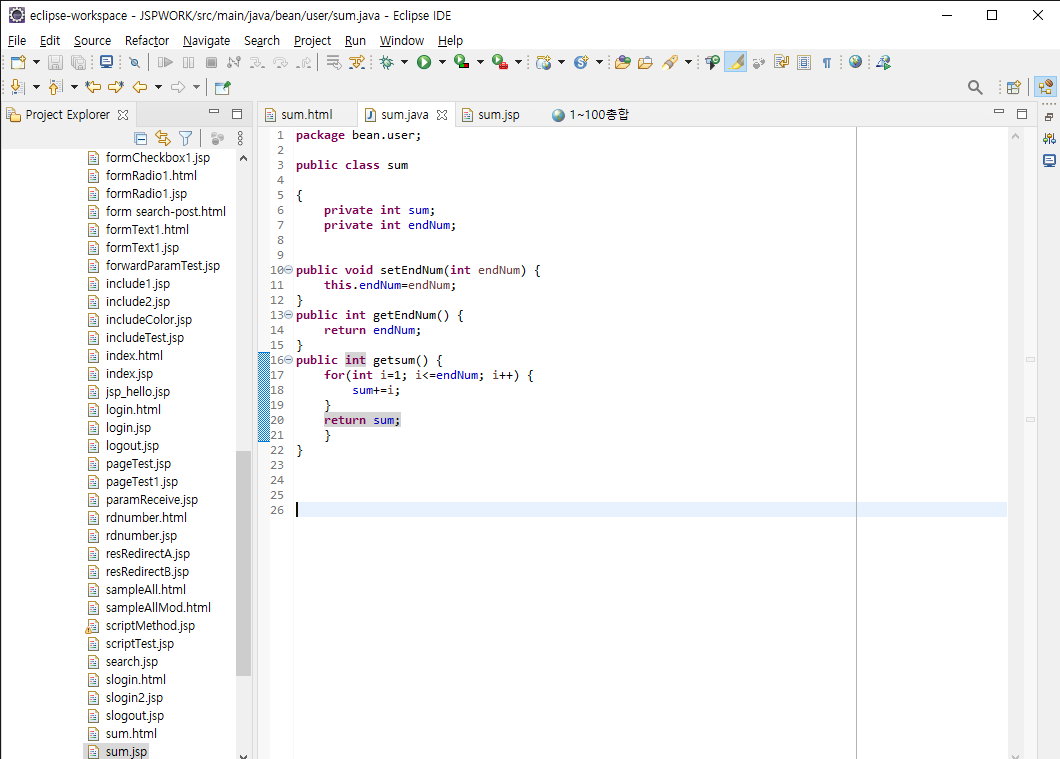 eclipse-workspace - JSPWORK/src/main/java/bean/user/sum.java - Eclipse IDE
File Edit Source Refactor Navigate Search Project Run Window Help
Project Explorer
formCheckbox1.jsp
formRadio1.html
formRadio1.jsp
form search-post.html
formText1.html
formText1.jsp
forwardParamTest.jsp
include1.jsp
include2.jsp
includeColor.jsp
includeTest.jsp
index.html
index.jsp
jsp_hello.jsp
login.html
login.jsp
logout.jsp
pageTest.jsp
pageTest1.jsp
paramReceive.jsp
rdnumber.html
rdnumber.jsp
resRedirectA.jsp
resRedirectB.jsp
sampleAll.html
sampleAllMod.html
scriptMethod.jsp
scriptTest.jsp
search.jsp
slogin.html
slogin2.jsp
slogout.jsp
sum.html
sum.jsp
sum.html sum.java sum.jsp 1~100총합
1 package bean.user;
2
3 public class sum
4
5 {
6     private int sum;
7     private int endNum;
8
9
10 public void setEndNum(int endNum) {
11     this.endNum=endNum;
12 }
13 public int getEndNum() {
14     return endNum;
15 }
16 public int getsum() {
17     for(int i=1; i<=endNum; i++) {
18         sum+=i;
19     }
20     return sum;
21     }
22 }
23
24
25
26